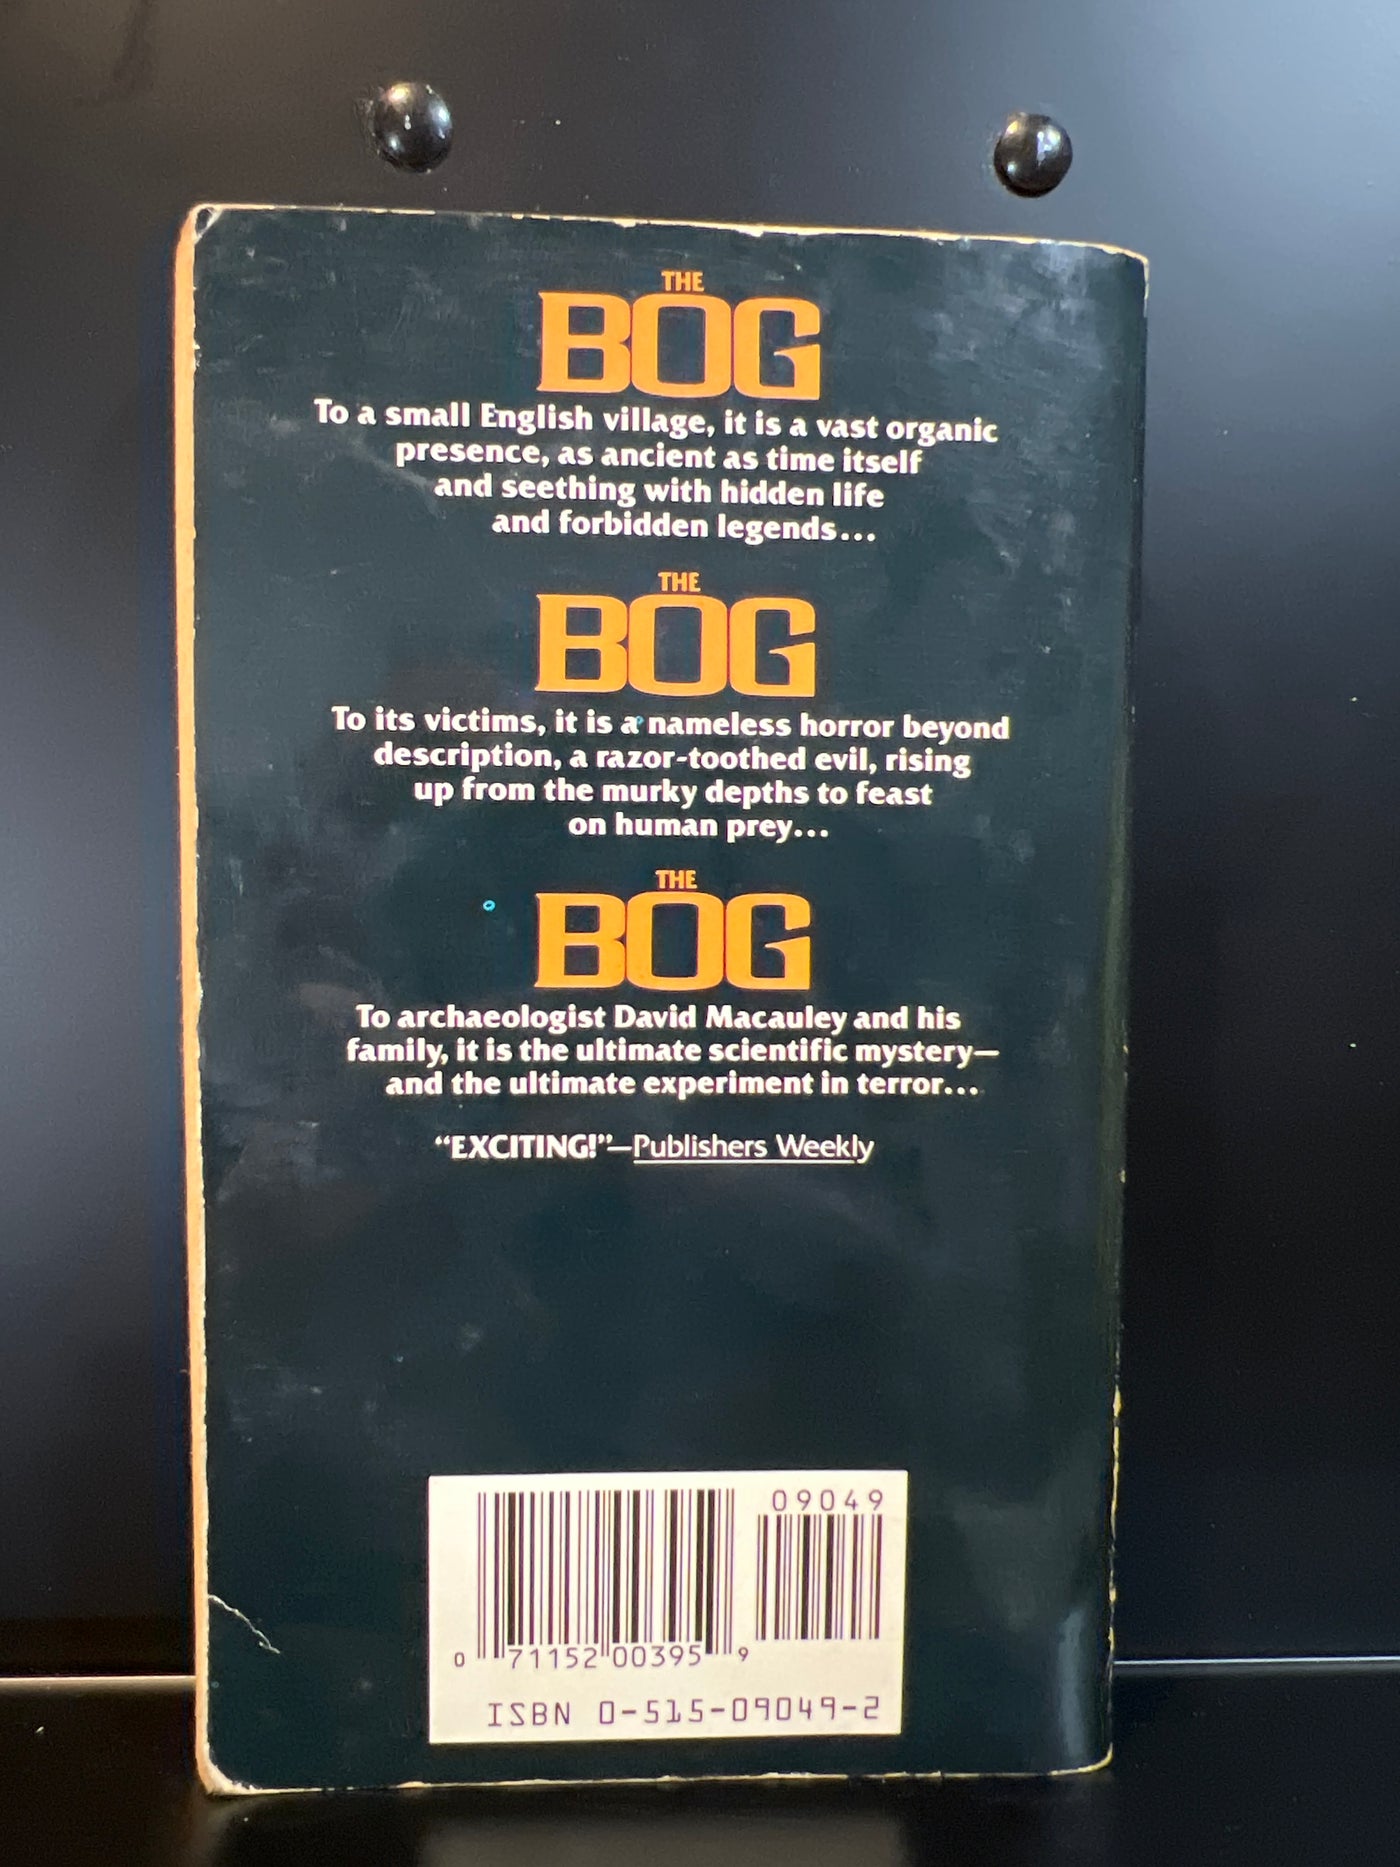 THE
BOG
To a small English village, it is a vast organic
presence, as ancient as time itself
and seething with hidden life
and forbidden legends...
THE
BOG
To its victims, it is a nameless horror beyond
description, a razor-toothed evil, rising
up from the murky depths to feast
on human prey...
THE
BOG
To archaeologist David Macauley and his
family, it is the ultimate scientific mystery—
and the ultimate experiment in terror...
“EXCITING!”—Publishers Weekly
09049
0 71152 00395 9
ISBN 0-515-09049-2